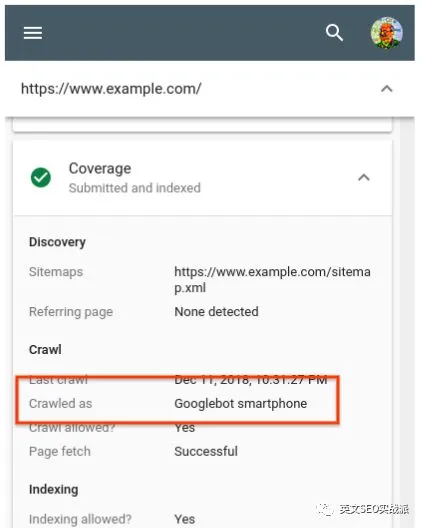 https://www.example.com/
Coverage
Submitted and indexed
Discovery
Sitemaps https://www.example.com/sitema
p.xml
Referring page None detected
Crawl
Last crawl Dec 11, 2018, 10:31:27 PM
Crawled as Googlebot smartphone
Crawl allowed? Yes
Page fetch Successful
Indexing
Indexing allowed? Yes
英文SEO实战派